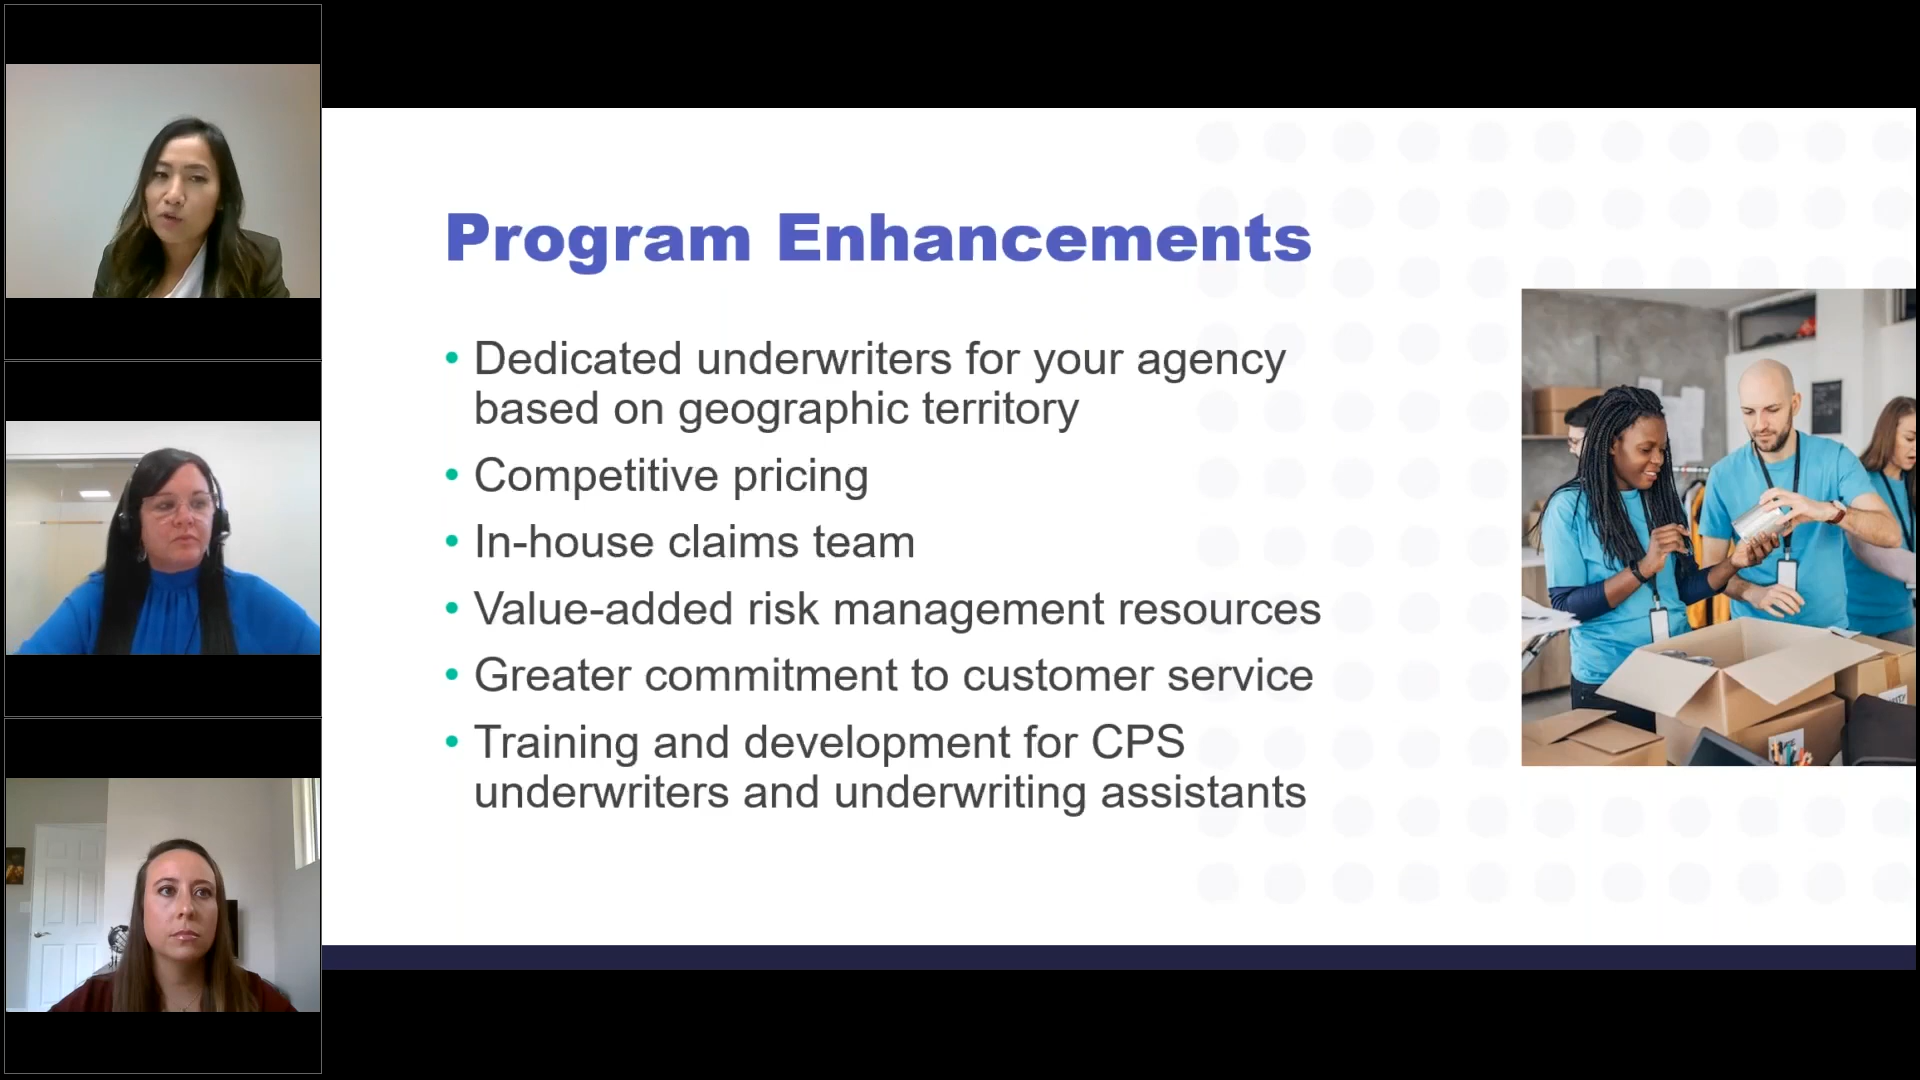 Program Enhancements
• Dedicated underwriters for your agency
based on geographic territory
• Competitive pricing
• In-house claims team
• Value-added risk management resources
• Greater commitment to customer service
• Training and development for CPS
underwriters and underwriting assistants